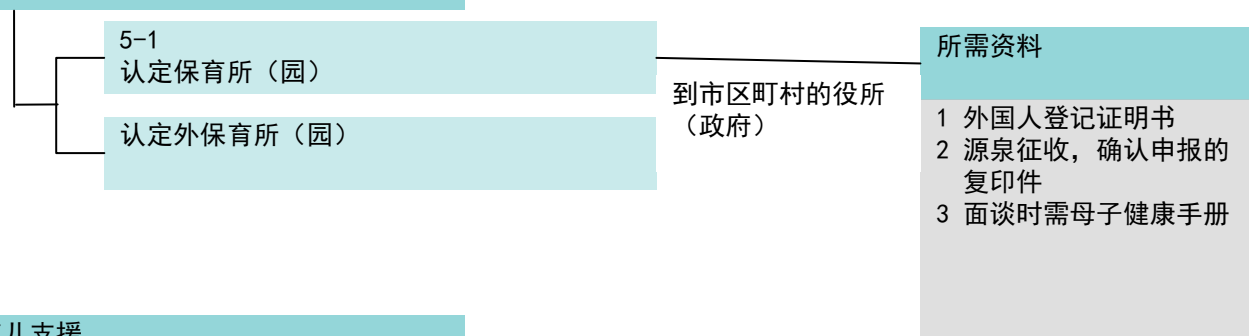 5-1
认定保育所（园）
认定外保育所（园）
到市区町村的役所
（政府）
所需资料
1 外国人登记证明书
2 源泉征收，确认申报的
复印件
3 面谈时需母子健康手册
儿支援